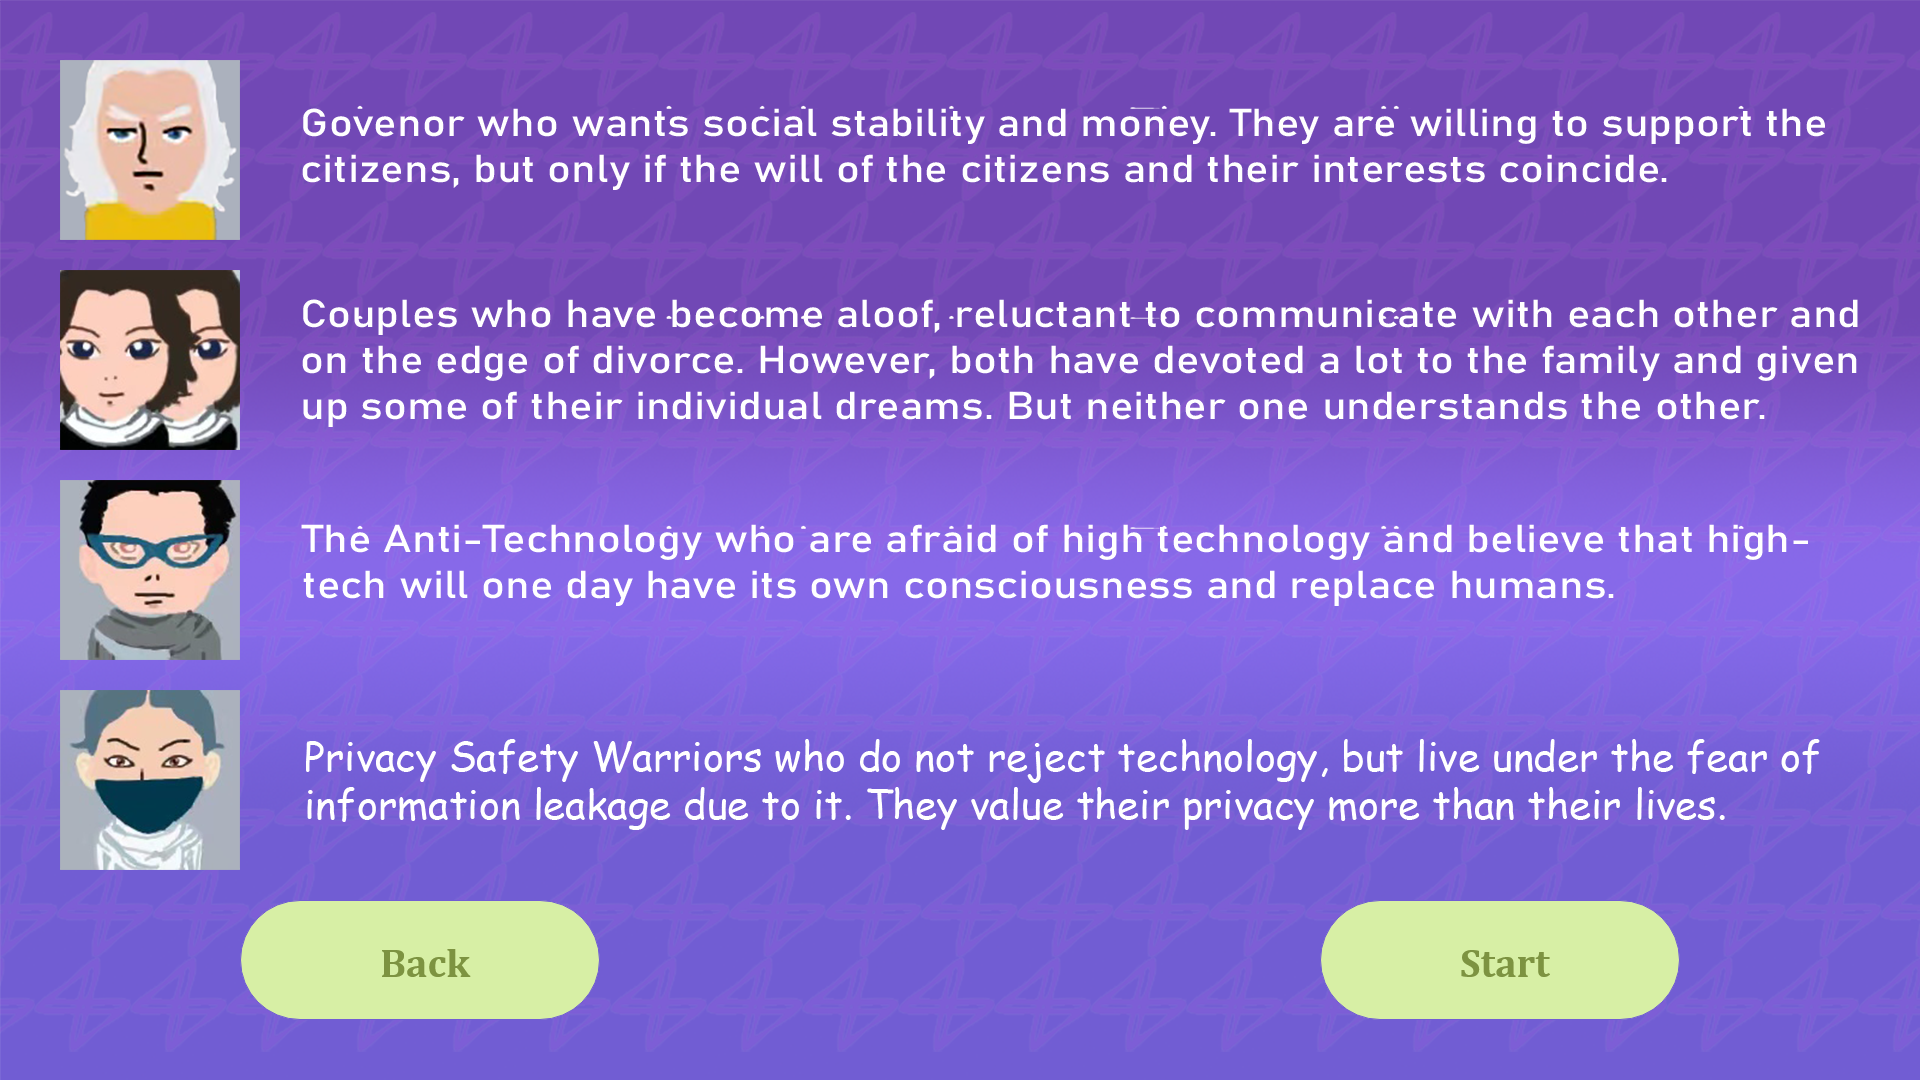 Govenor who wants social stability and money. They are willing to support the
citizens, but only if the will of the citizens and their interests coincide.
Couples who have become aloof, reluctant to communicate with each other and
on the edge of divorce. However, both have devoted a lot to the family and given
up some of their individual dreams. But neither one understands the other.
The Anti-Technology who are afraid of high technology and believe that high-
tech will one day have its own consciousness and replace humans.
Privacy Safety Warriors who do not reject technology, but live under the fear of
information leakage due to it. They value their privacy more than their lives.
Back
Start